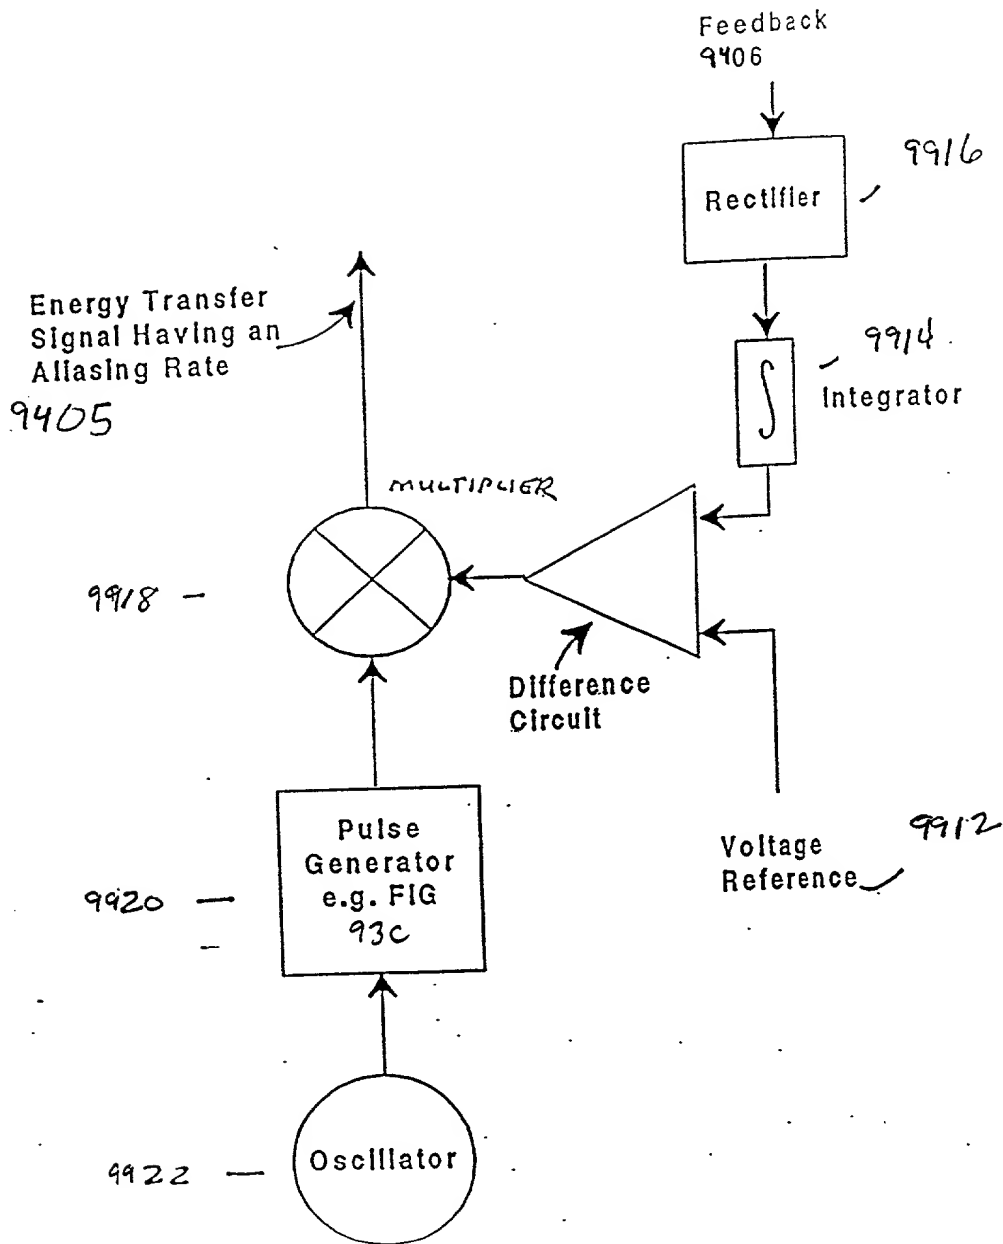 Feedback
9406
9916
Rectifier
Energy Transfer
Signal Having an
Aliasing Rate
9405
9914
Integrator
MULTIPLIER
9918
Difference
Circuit
Pulse
Generator
e.g. FIG
93C
9920
Voltage
Reference
9912
Oscillator
9922